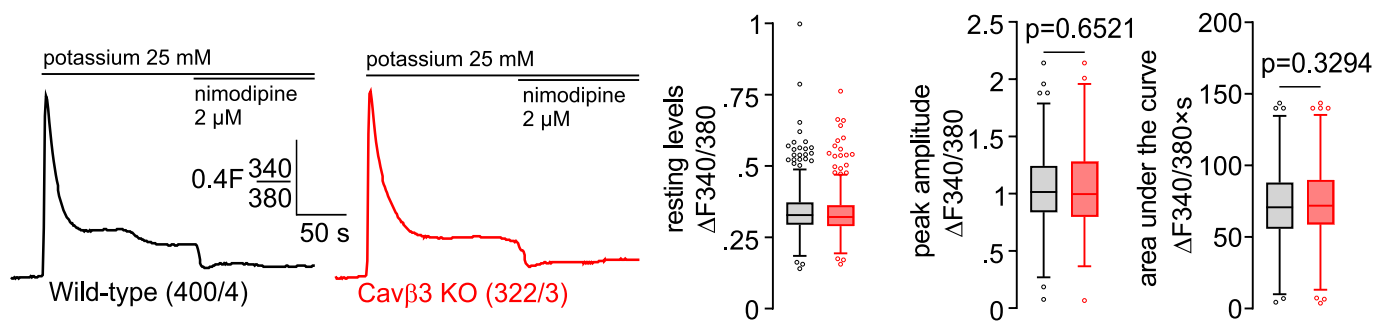 potassium 25 mM
nimodipine
2 µM
0.4F 340
380
50 s
Wild-type (400/4)
potassium 25 mM
nimodipine
2 µM
Cavβ3 KO (322/3)
resting levels
ΔF340/380
1
.75
.5
.25
0
peak amplitude
ΔF340/380
2.5
2
1.5
1
.5
0
p=0.6521
area under the curve
ΔF340/380×s
200
150
100
50
0
p=0.3294